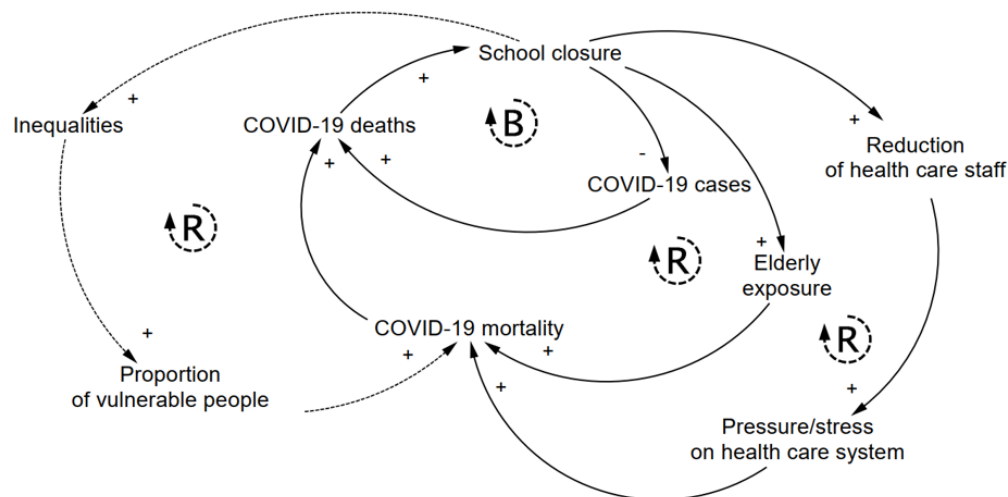 School closure
+
+
Inequalities
COVID-19 deaths
B
+
Reduction
of health care staff
+
+
-
COVID-19 cases
R
R
+
Elderly
exposure
COVID-19 mortality
R
+
+
+
Proportion
of vulnerable people
+
+
Pressure/stress
on health care system